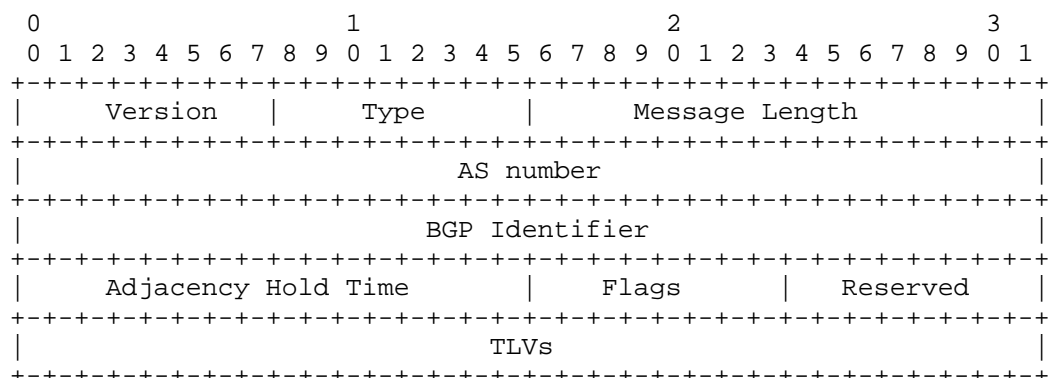 0                   1                   2                   3
 0 1 2 3 4 5 6 7 8 9 0 1 2 3 4 5 6 7 8 9 0 1 2 3 4 5 6 7 8 9 0 1
+-+-+-+-+-+-+-+-+-+-+-+-+-+-+-+-+-+-+-+-+-+-+-+-+-+-+-+-+-+-+-+-+
|     Version   |     Type      |      Message Length           |
+-+-+-+-+-+-+-+-+-+-+-+-+-+-+-+-+-+-+-+-+-+-+-+-+-+-+-+-+-+-+-+-+
|                           AS number                           |
+-+-+-+-+-+-+-+-+-+-+-+-+-+-+-+-+-+-+-+-+-+-+-+-+-+-+-+-+-+-+-+-+
|                         BGP Identifier                        |
+-+-+-+-+-+-+-+-+-+-+-+-+-+-+-+-+-+-+-+-+-+-+-+-+-+-+-+-+-+-+-+-+
|     Adjacency Hold Time       |    Flags      |   Reserved    |
+-+-+-+-+-+-+-+-+-+-+-+-+-+-+-+-+-+-+-+-+-+-+-+-+-+-+-+-+-+-+-+-+
|                             TLVs                              |
+-+-+-+-+-+-+-+-+-+-+-+-+-+-+-+-+-+-+-+-+-+-+-+-+-+-+-+-+-+-+-+-+